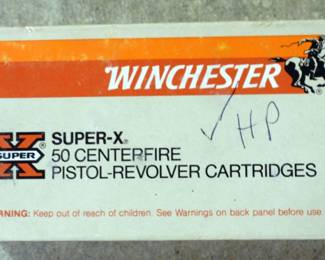 WINCHESTER®
✓ HP
SUPER-X®
50 CENTERFIRE
PISTOL-REVOLVER CARTRIDGES
X
SUPER
RNING: Keep out of reach of children. See Warnings on back panel before use